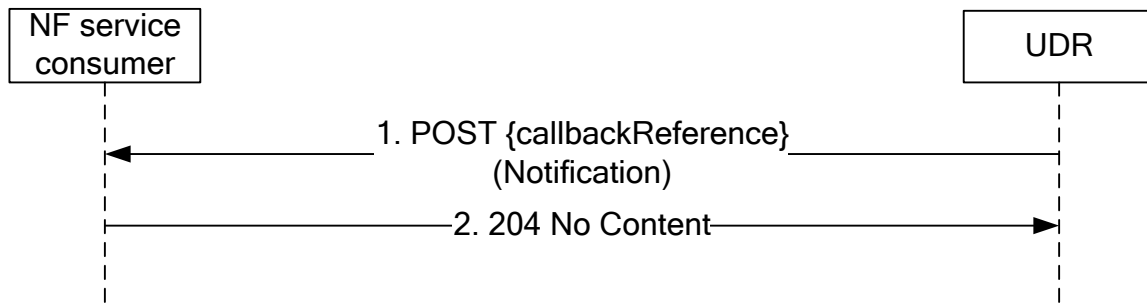 NF service
consumer
UDR
1. POST {callbackReference}
(Notification)
2. 204 No Content